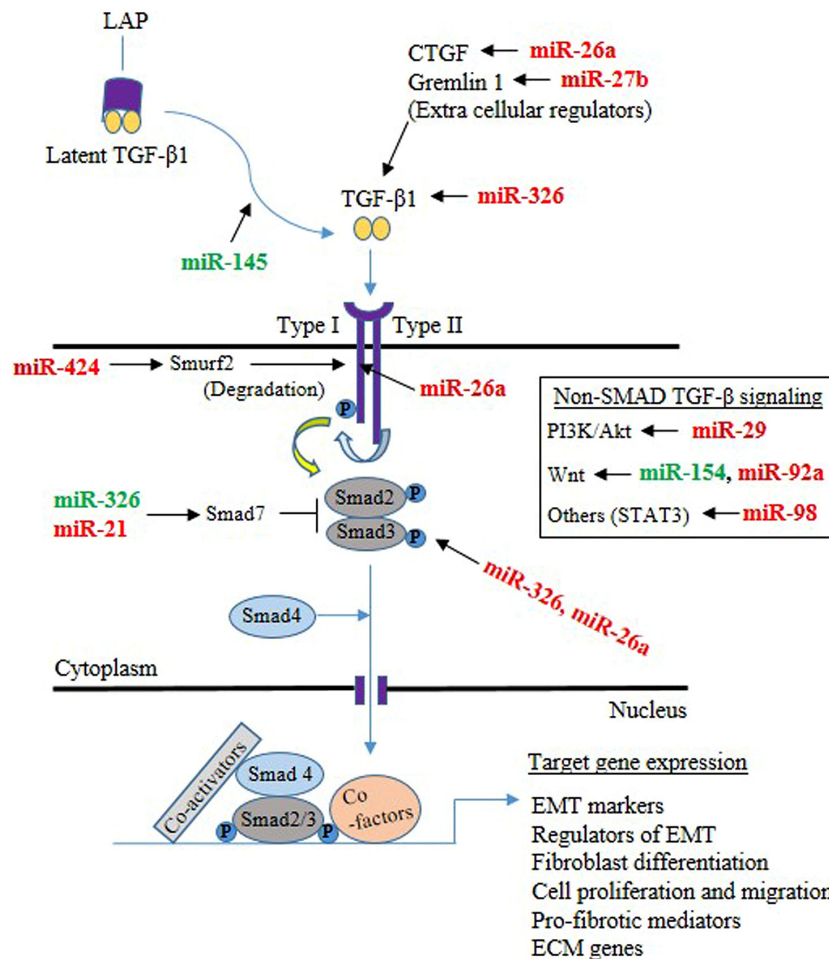 LAP
Latent TGF-β1
CTGF
miR-26a
Gremlin 1
miR-27b
(Extra cellular regulators)
TGF-β1
miR-326
miR-145
Type I
Type II
miR-424
Smurf2
(Degradation)
miR-26a
P
Non-SMAD TGF-β signaling
PI3K/Akt
miR-29
Wnt
miR-154, miR-92a
Others (STAT3)
miR-98
miR-326
miR-21
Smad7
Smad2
P
Smad3
P
miR-326, miR-26a
Smad4
Cytoplasm
Nucleus
Co-activators
Smad 4
Smad2/3
P
P
Co
-factors
Target gene expression
EMT markers
Regulators of EMT
Fibroblast differentiation
Cell proliferation and migration
Pro-fibrotic mediators
ECM genes